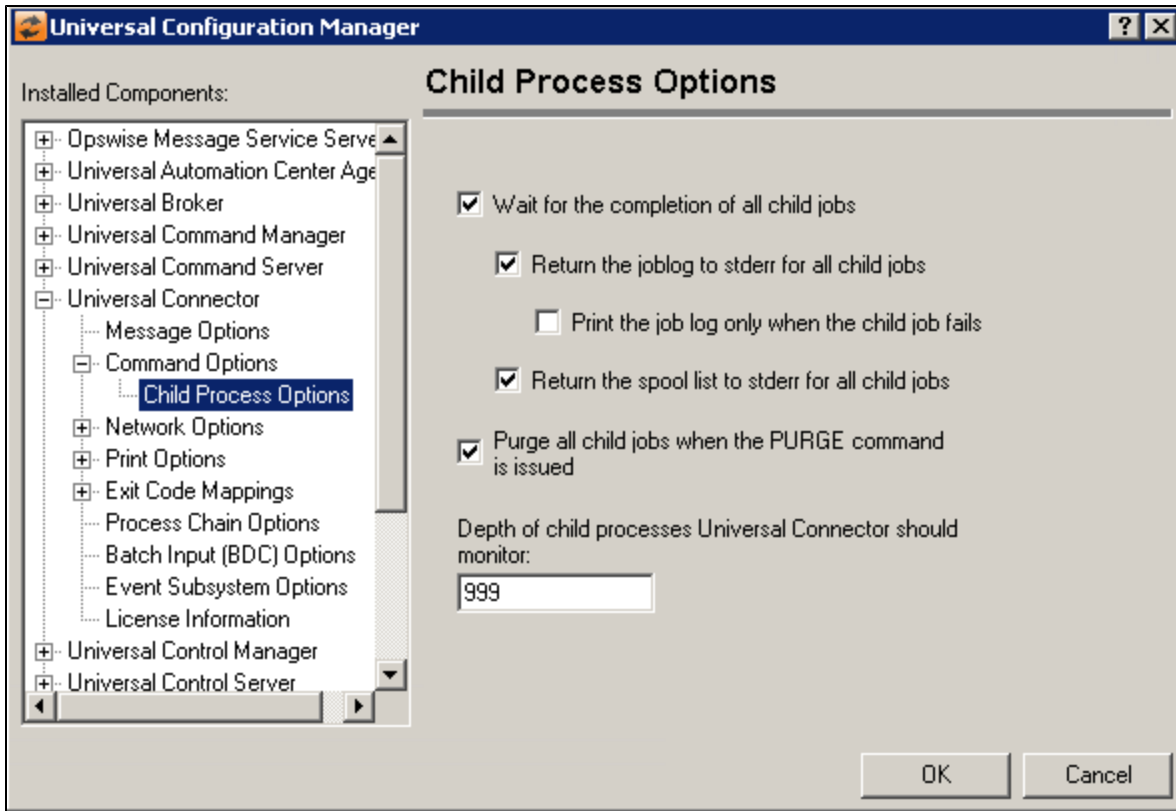 Universal Configuration Manager
Installed Components:
Opswise Message Service Serve
Universal Automation Center Age
Universal Broker
Universal Command Manager
Universal Command Server
Universal Connector
Message Options
Command Options
Child Process Options
Network Options
Print Options
Exit Code Mappings
Process Chain Options
Batch Input (BDC) Options
Event Subsystem Options
License Information
Universal Control Manager
Universal Control Server
Child Process Options
Wait for the completion of all child jobs
Return the joblog to stderr for all child jobs
Print the job log only when the child job fails
Return the spool list to stderr for all child jobs
Purge all child jobs when the PURGE command
is issued
Depth of child processes Universal Connector should
monitor:
999
OK
Cancel